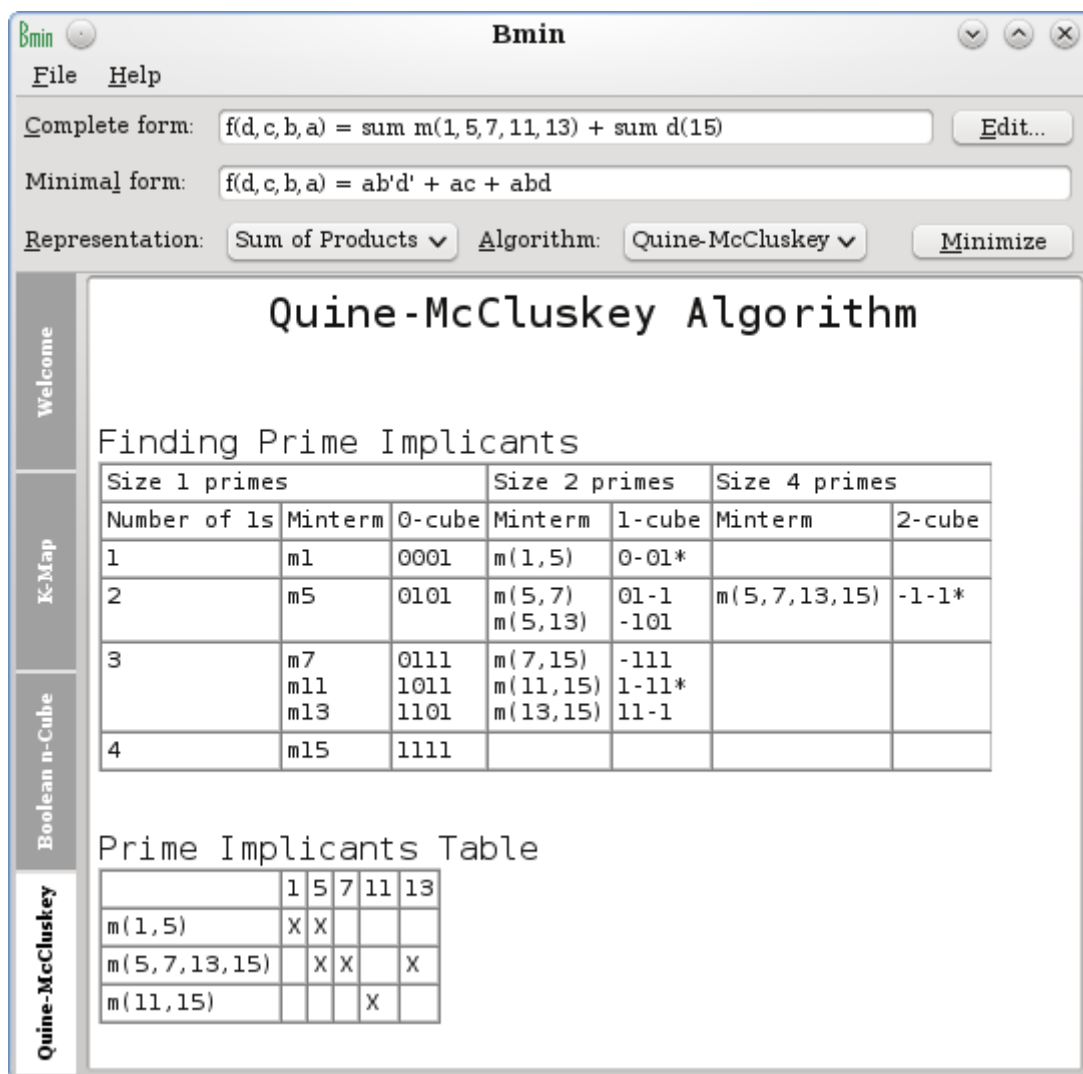 Bmin Bmin
File Help
Complete form: f(d,c,b,a) = sum m(1,5,7,11,13) + sum d(15) Edit...
Minimal form: f(d,c,b,a) = ab'd' + ac + abd
Representation: Sum of Products Algorithm: Quine-McCluskey Minimize
Welcome
K-Map
Boolean n-Cube
Quine-McCluskey
Quine-McCluskey Algorithm
Finding Prime Implicants
Size 1 primes Size 2 primes Size 4 primes
Number of 1s Minterm 0-cube Minterm 1-cube Minterm 2-cube
1 m1 0001 m(1,5) 0-01*
2 m5 0101 m(5,7) 01-1 m(5,7,13,15) -1-1*
m(5,13) -101
3 m7 0111 m(7,15) -111
m11 1011 m(11,15) 1-11*
m13 1101 m(13,15) 11-1
4 m15 1111
Prime Implicants Table
1 5 7 11 13
m(1,5) X X
m(5,7,13,15) X X X
m(11,15) X